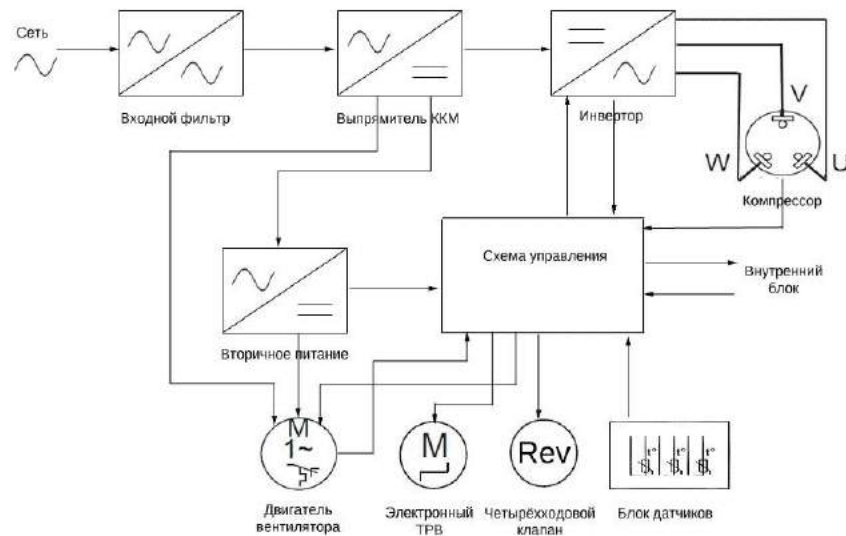 Сеть
Входной фильтр
Выпрямитель ККМ
Инвертор
V
W
U
Компрессор
Схема управления
Внутренний
блок
Вторичное питание
M
1~
M
Rev
t° t° t°
Двигатель
вентилятора
Электронный
ТРВ
Четырёхходовой
клапан
Блок датчиков